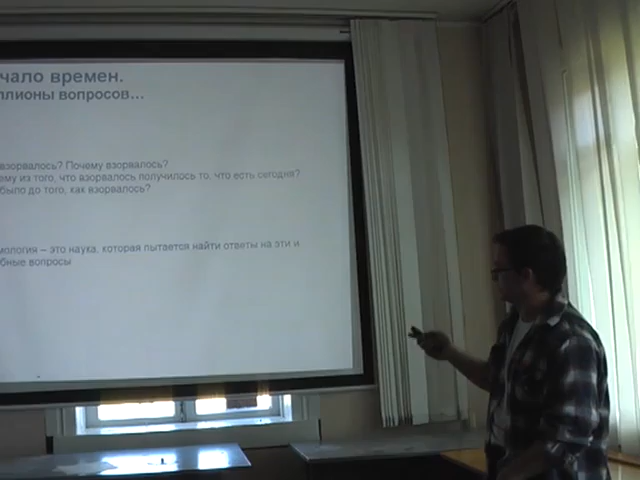 чало времен.
ллионы вопросов...
взорвалось? Почему взорвалось?
ему из того, что взорвалось получилось то, что есть сегодня?
было до того, как взорвалось?
мология – это наука, которая пытается найти ответы на эти и
бные вопросы